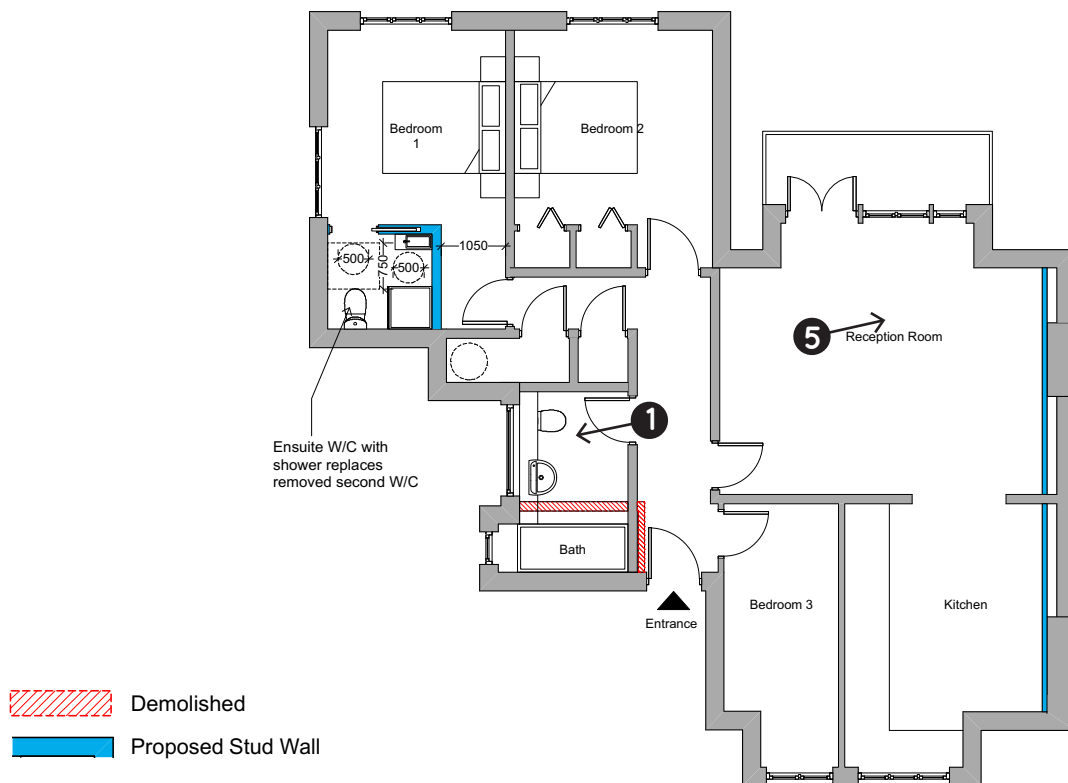 Bedroom
1
Bedroom 2
1050
500
750
500
5
Reception Room
1
Ensuite W/C with
shower replaces
removed second W/C
Bath
Entrance
Bedroom 3
Kitchen
Demolished
Proposed Stud Wall